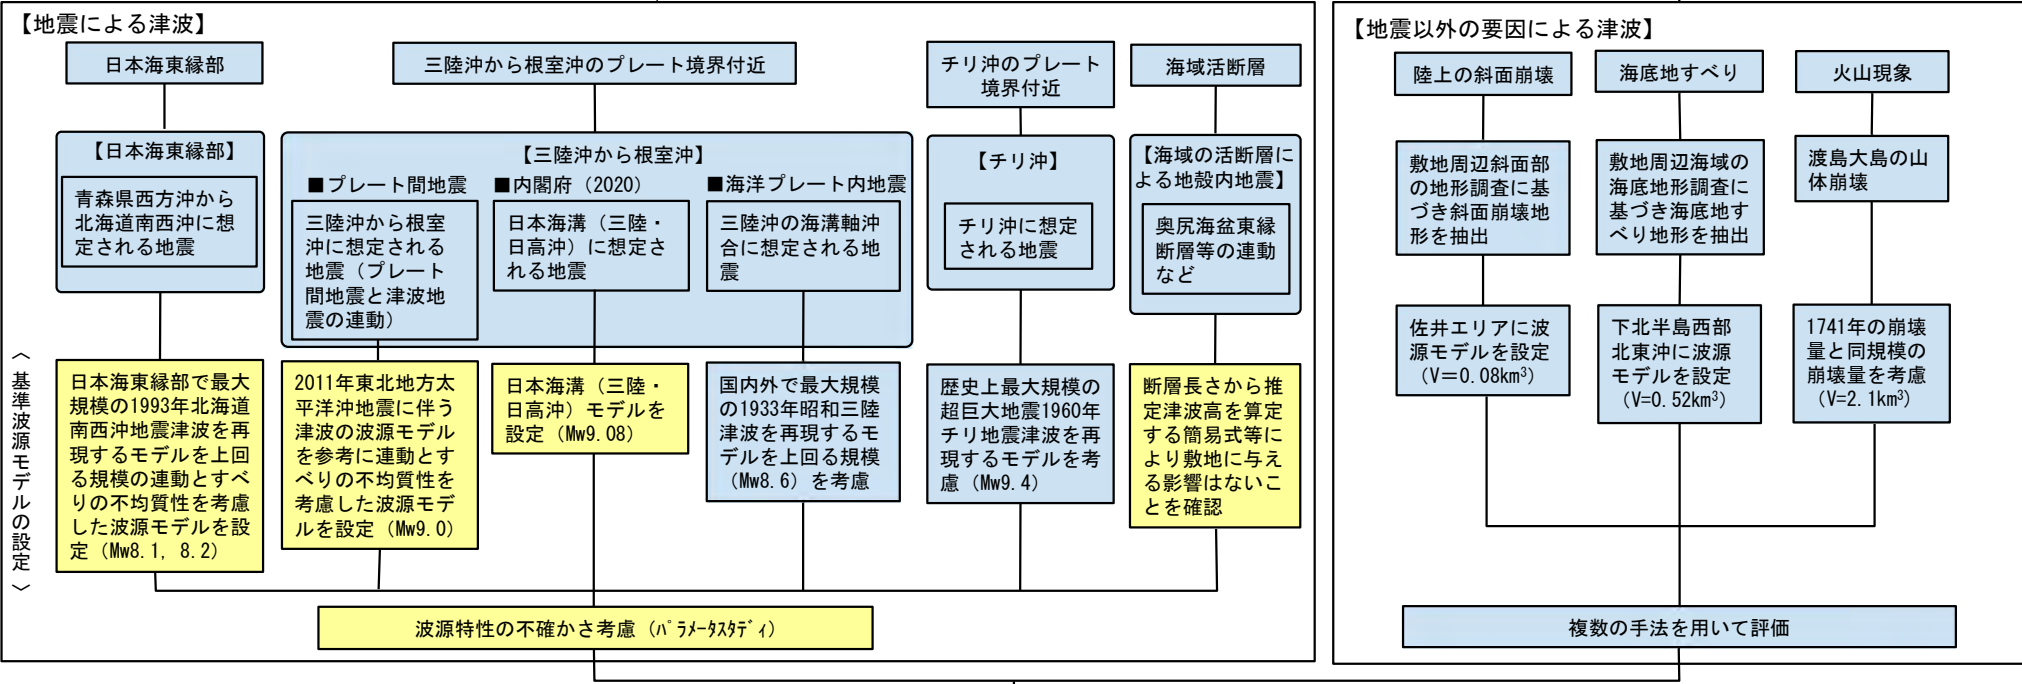 【地震による津波】
日本海東縁部
三陸沖から根室沖のプレート境界付近
チリ沖のプレート
境界付近
海域活断層
【日本海東縁部】
青森県西方沖から
北海道南西沖に想
定される地震
【三陸沖から根室沖】
■プレート間地震
三陸沖から根室
沖に想定される
地震（プレート
間地震と津波地
震の連動）
■内閣府（2020）
日本海溝（三陸・
日高沖）に想定さ
れる地震
■海洋プレート内地震
三陸沖の海溝軸沖
合に想定される地
震
【チリ沖】
チリ沖に想定
される地震
【海域の活断層に
よる地殻内地震】
奥尻海盆東縁
断層等の連動
など
〈基準波源モデルの設定〉
日本海東縁部で最大
規模の1993年北海道
南西沖地震津波を再
現するモデルを上回
る規模の連動とすべ
りの不均質性を考慮
した波源モデルを設
定（Mw8.1, 8.2）
2011年東北地方太
平洋沖地震に伴う
津波の波源モデル
を参考に連動とす
べりの不均質性を
考慮した波源モデ
ルを設定（Mw9.0）
日本海溝（三陸・
日高沖）モデルを
設定（Mw9.08）
国内外で最大規模
の1933年昭和三陸
津波を再現するモ
デルを上回る規模
（Mw8.6）を考慮
歴史上最大規模の
超巨大地震1960年
チリ地震津波を再
現するモデルを考
慮（Mw9.4）
断層長さから推
定津波高を算定
する簡易式等に
より敷地に与え
る影響はないこ
とを確認
波源特性の不確かさ考慮（ﾊﾟﾗﾒｰﾀｽﾀﾃﾞｨ）
【地震以外の要因による津波】
陸上の斜面崩壊
海底地すべり
火山現象
敷地周辺斜面部
の地形調査に基
づき斜面崩壊地
形を抽出
敷地周辺海域の
海底地形調査に
基づき海底地す
べり地形を抽出
渡島大島の山
体崩壊
佐井エリアに波
源モデルを設定
（V＝0.08km³）
下北半島西部
北東沖に波源
モデルを設定
（V=0.52km³）
1741年の崩壊
量と同規模の
崩壊量を考慮
（V=2.1km³）
複数の手法を用いて評価